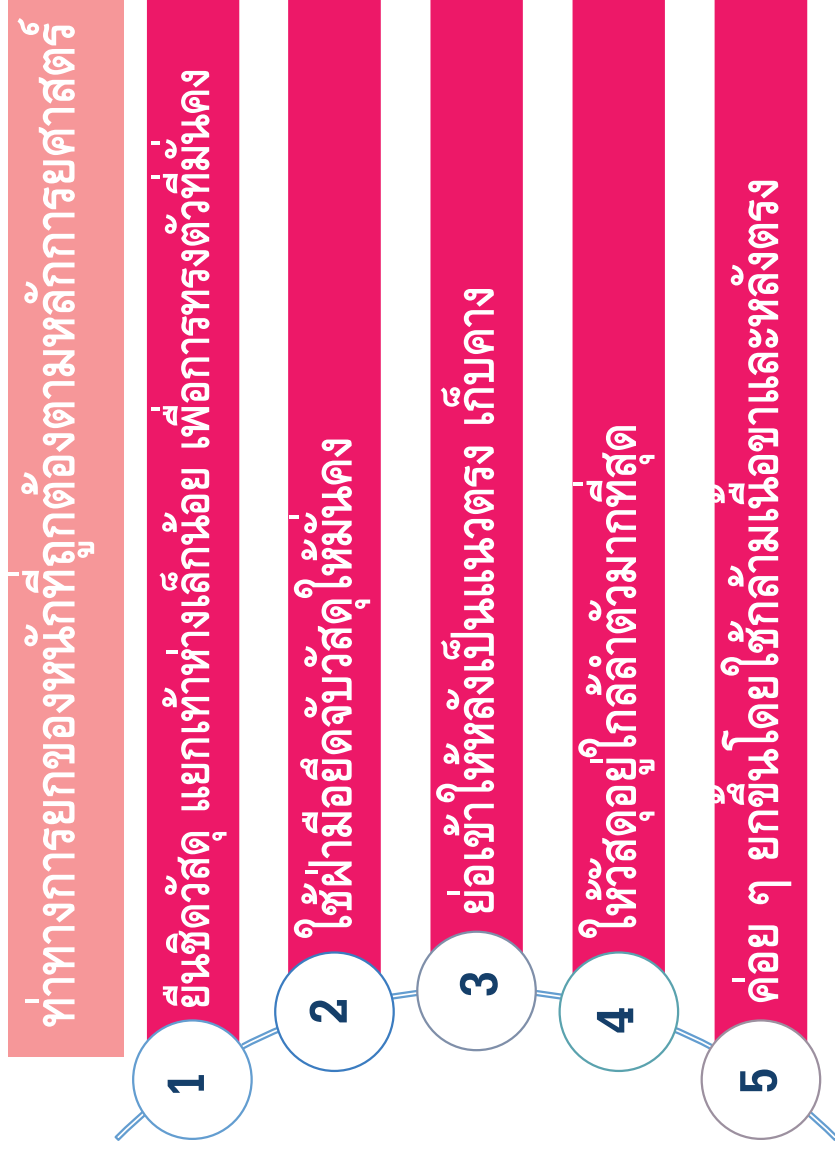 ท่าทางการยกของหนักที่ถูกต้องตามหลักการยศาสตร์
1 ยืนชิดวัสดุ แยกเท้าห่างเล็กน้อย เพื่อการทรงตัวที่มั่นคง
2 ใช้ฝ่ามือยึดจับวัสดุให้มั่นคง
3 ย่อเข้าให้หลังเป็นแนวตรง เก็บคาง
4 ให้วัสดุอยู่ใกล้ลำตัวมากที่สุด
5 ค่อย ๆ ยกขึ้นโดยใช้กล้ามเนื้อขาและหลังตรง